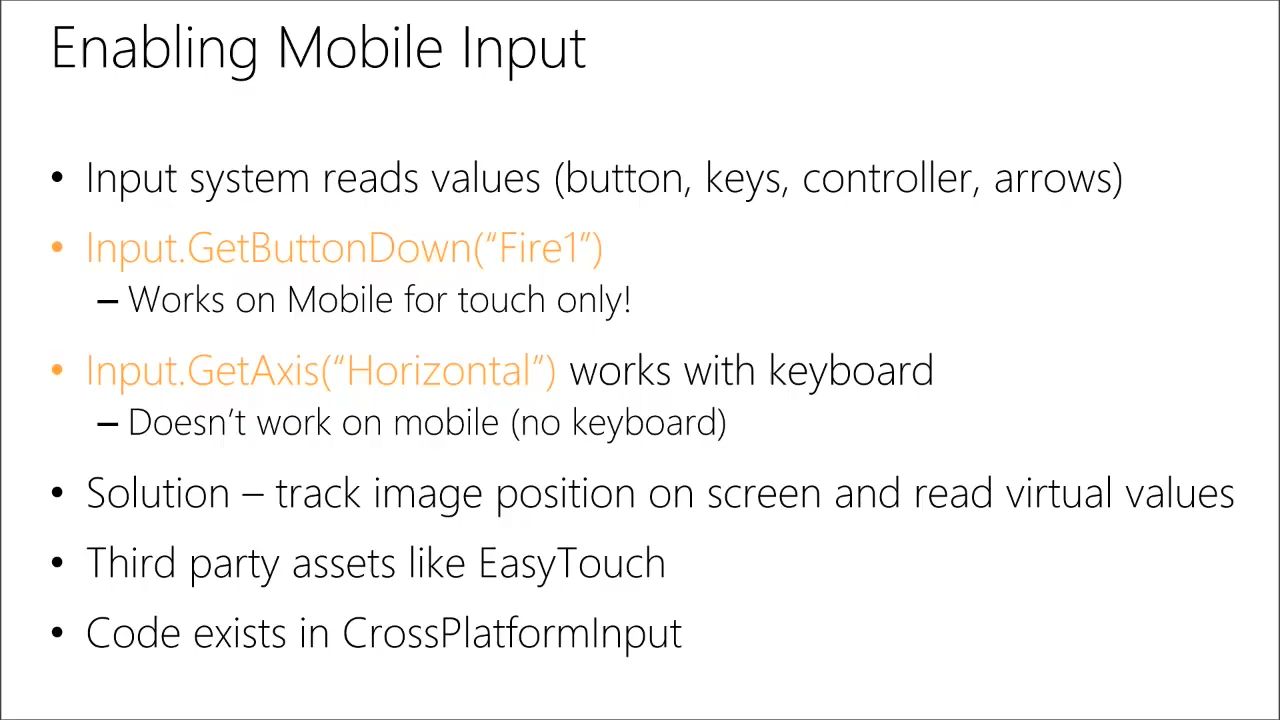 Enabling Mobile Input
• Input system reads values (button, keys, controller, arrows)
• Input.GetButtonDown(“Fire1”)
– Works on Mobile for touch only!
• Input.GetAxis(“Horizontal”) works with keyboard
– Doesn’t work on mobile (no keyboard)
• Solution – track image position on screen and read virtual values
• Third party assets like EasyTouch
• Code exists in CrossPlatformInput